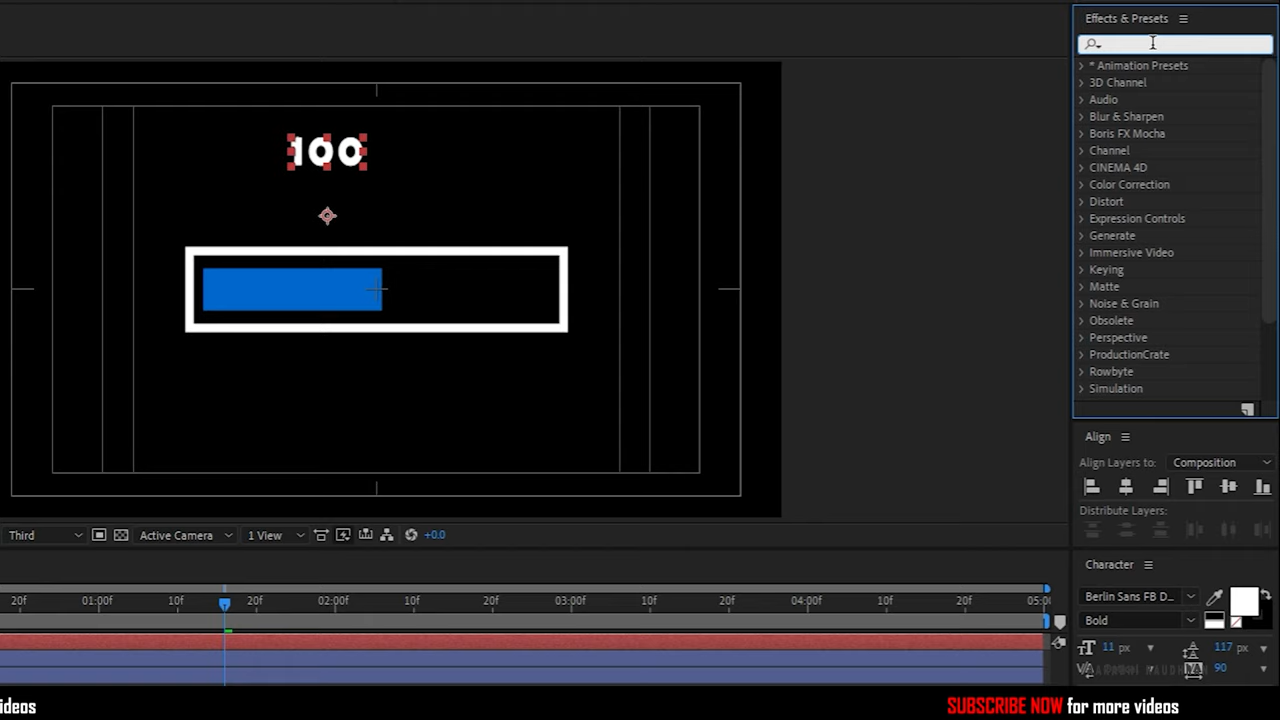 Effects & Presets
* Animation Presets
3D Channel
Audio
Blur & Sharpen
Boris FX Mocha
Channel
CINEMA 4D
Color Correction
Distort
Expression Controls
Generate
Immersive Video
Keying
Matte
Noise & Grain
Obsolete
Perspective
ProductionCrate
Rowbyte
Simulation
100
Align
Align Layers to: Composition
Distribute Layers:
Third Active Camera 1 View +0.0
Character
Berlin Sans FB D...
Bold
11 px 117 px
90
20f 01:00f 10f 20f 02:00f 10f 20f 03:00f 10f 20f 04:00f 10f 20f 05:00
ideos
SUBSCRIBE NOW for more videos